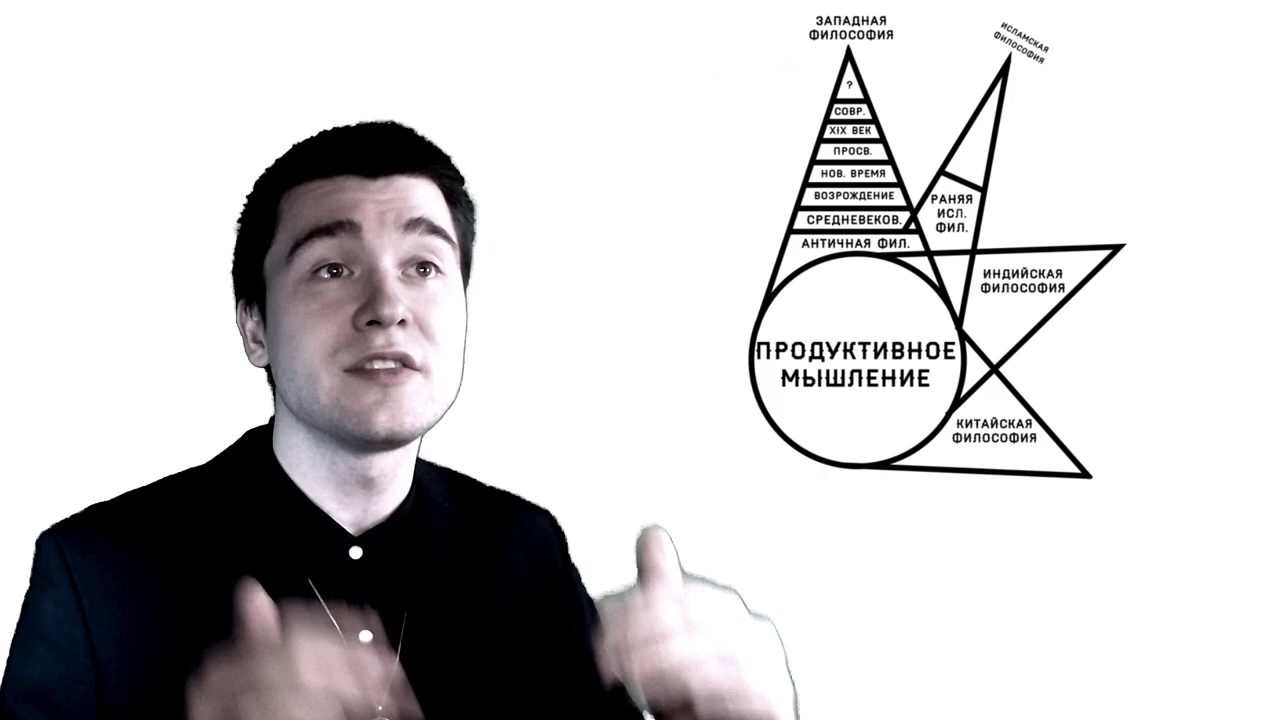 ЗАПАДНАЯ
ФИЛОСОФИЯ
?
СОВР.
XIX ВЕК
ПРОСВ.
НОВ. ВРЕМЯ
ВОЗРОЖДЕНИЕ
СРЕДНЕВЕКОВ.
АНТИЧНАЯ ФИЛ.
ИСЛАМСКАЯ
ФИЛОСОФИЯ
РАНЯЯ
ИСЛ.
ФИЛ.
ИНДИЙСКАЯ
ФИЛОСОФИЯ
ПРОДУКТИВНОЕ
МЫШЛЕНИЕ
КИТАЙСКАЯ
ФИЛОСОФИЯ